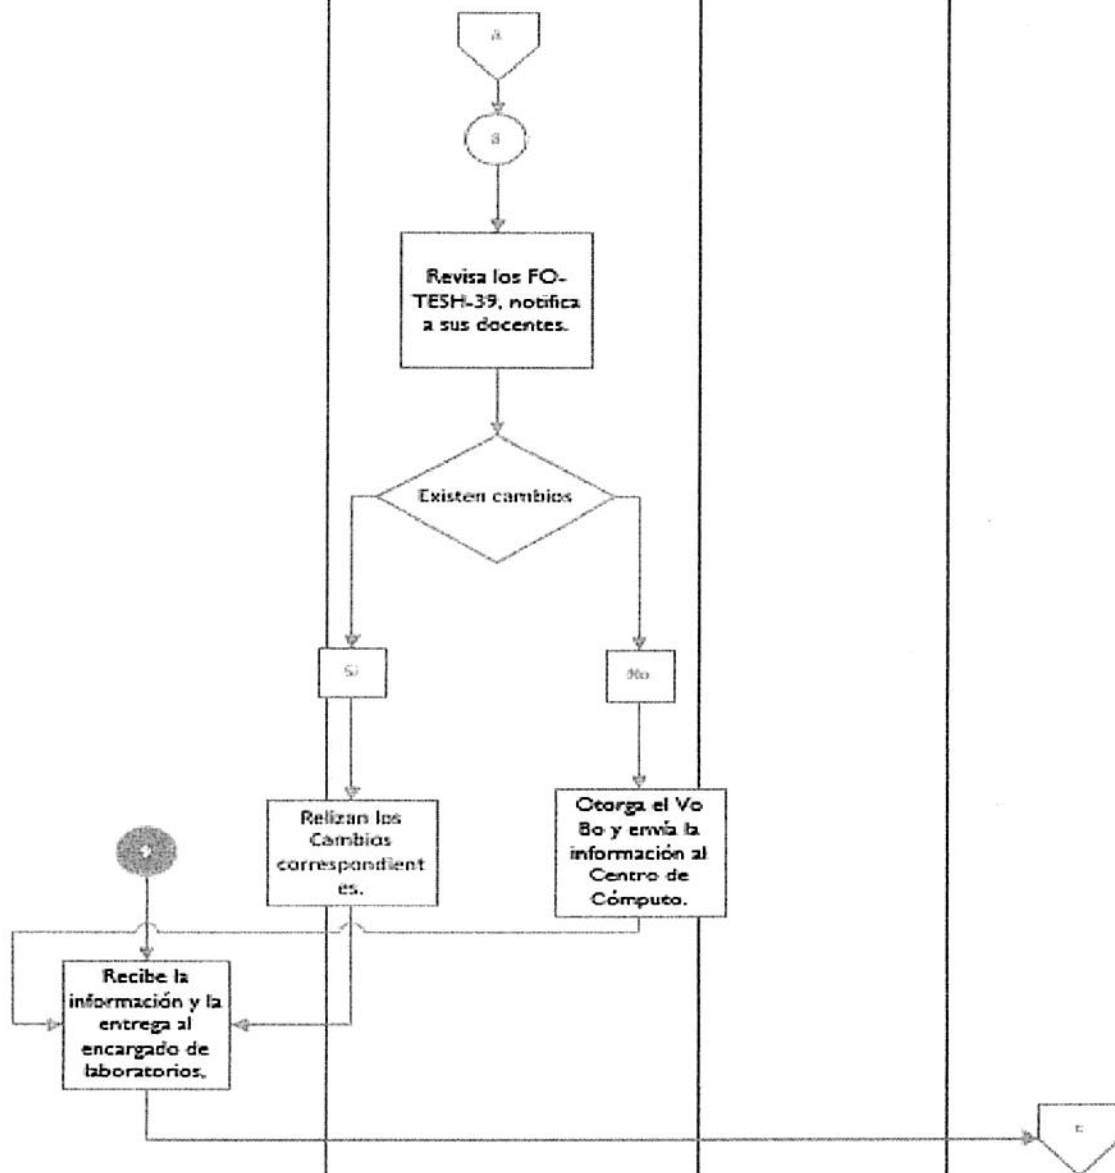 A
Revisa los FO-
TESH-39, notifica
a sus docentes.
Existen cambios
Si
No
Relizan los
Cambios
correspondient
es.
Otorga el Vo
Bo y envía la
información al
Centro de
Cómputo.
Recibe la
información y la
entrega al
encargado de
laboratorios.